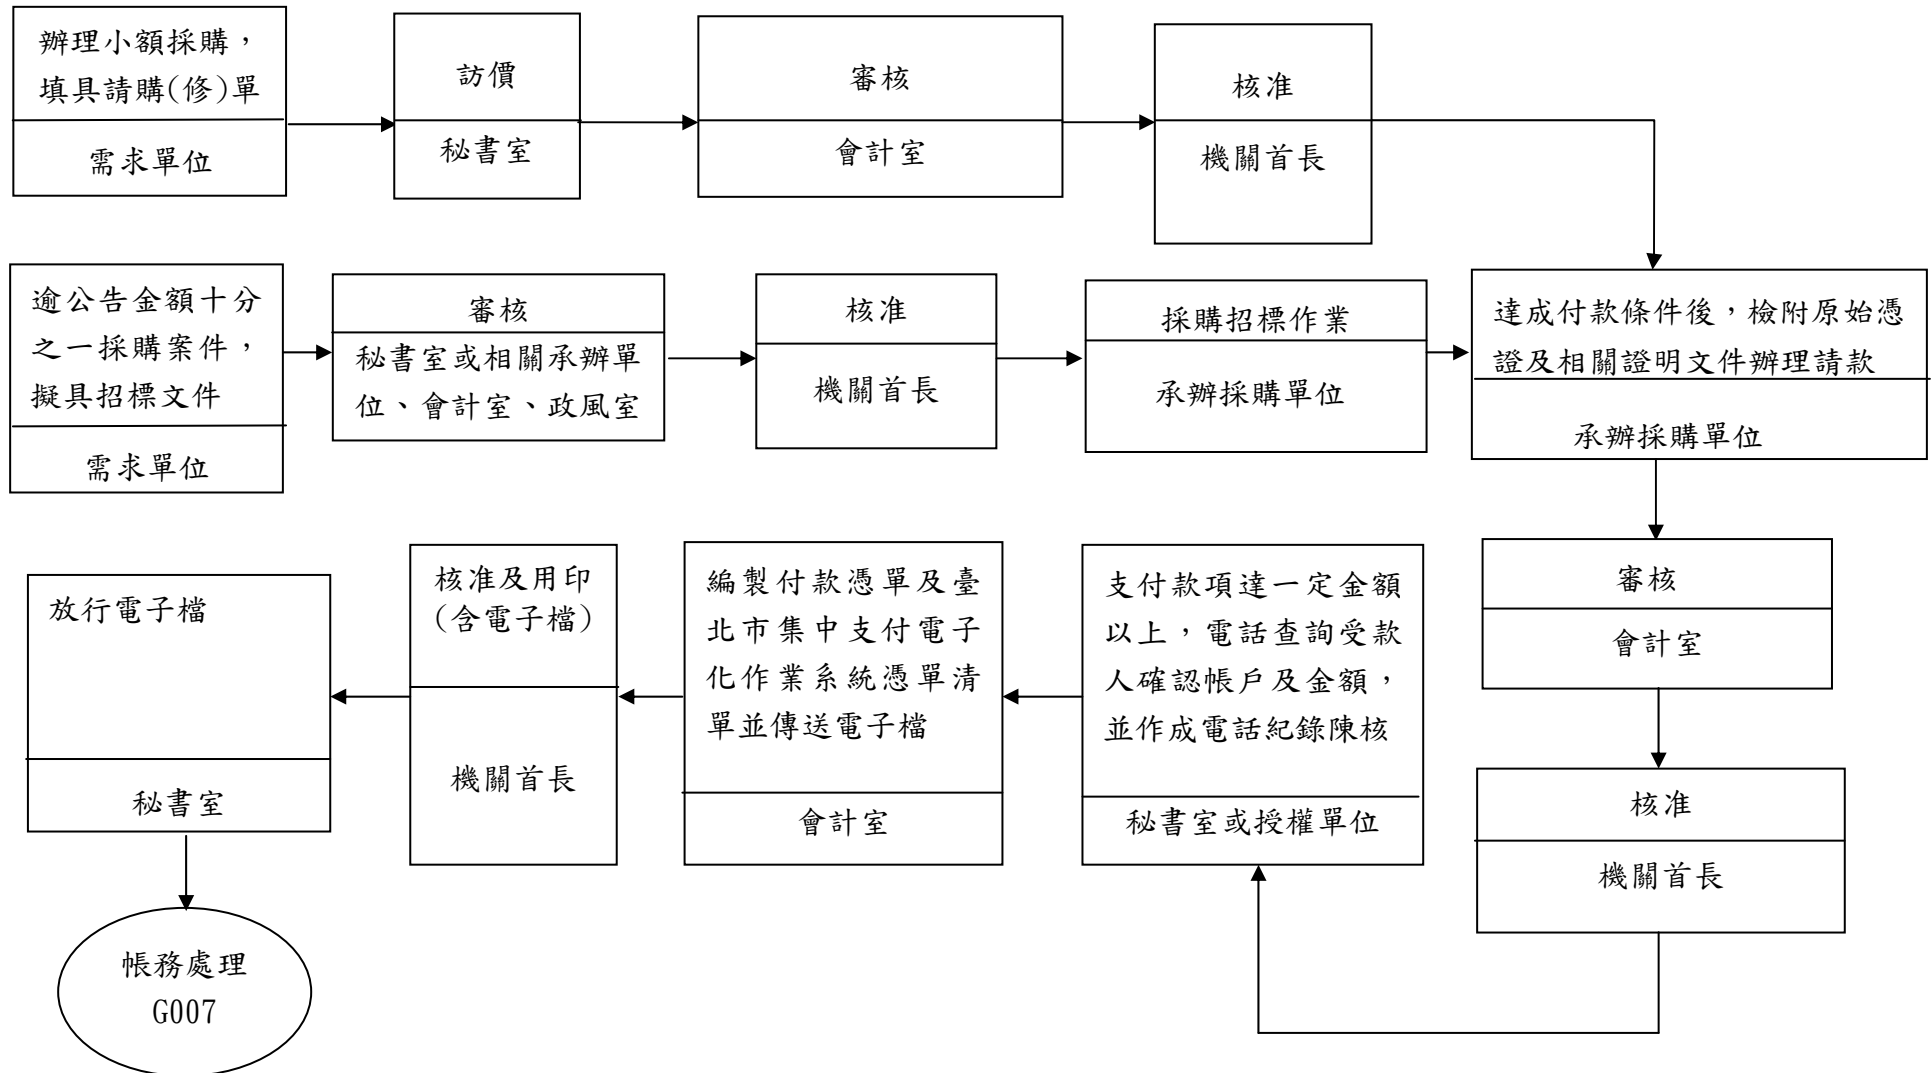 辦理小額採購，
填具請購(修)單
需求單位
訪價
秘書室
審核
會計室
核准
機關首長
逾公告金額十分
之一採購案件，
擬具招標文件
需求單位
審核
秘書室或相關承辦單
位、會計室、政風室
核准
機關首長
採購招標作業
承辦採購單位
達成付款條件後，檢附原始憑
證及相關證明文件辦理請款
承辦採購單位
審核
會計室
核准
機關首長
支付款項達一定金額
以上，電話查詢受款
人確認帳戶及金額，
並作成電話紀錄陳核
秘書室或授權單位
編製付款憑單及臺
北市集中支付電子
化作業系統憑單清
單並傳送電子檔
會計室
核准及用印
(含電子檔)
機關首長
放行電子檔
秘書室
帳務處理
G007